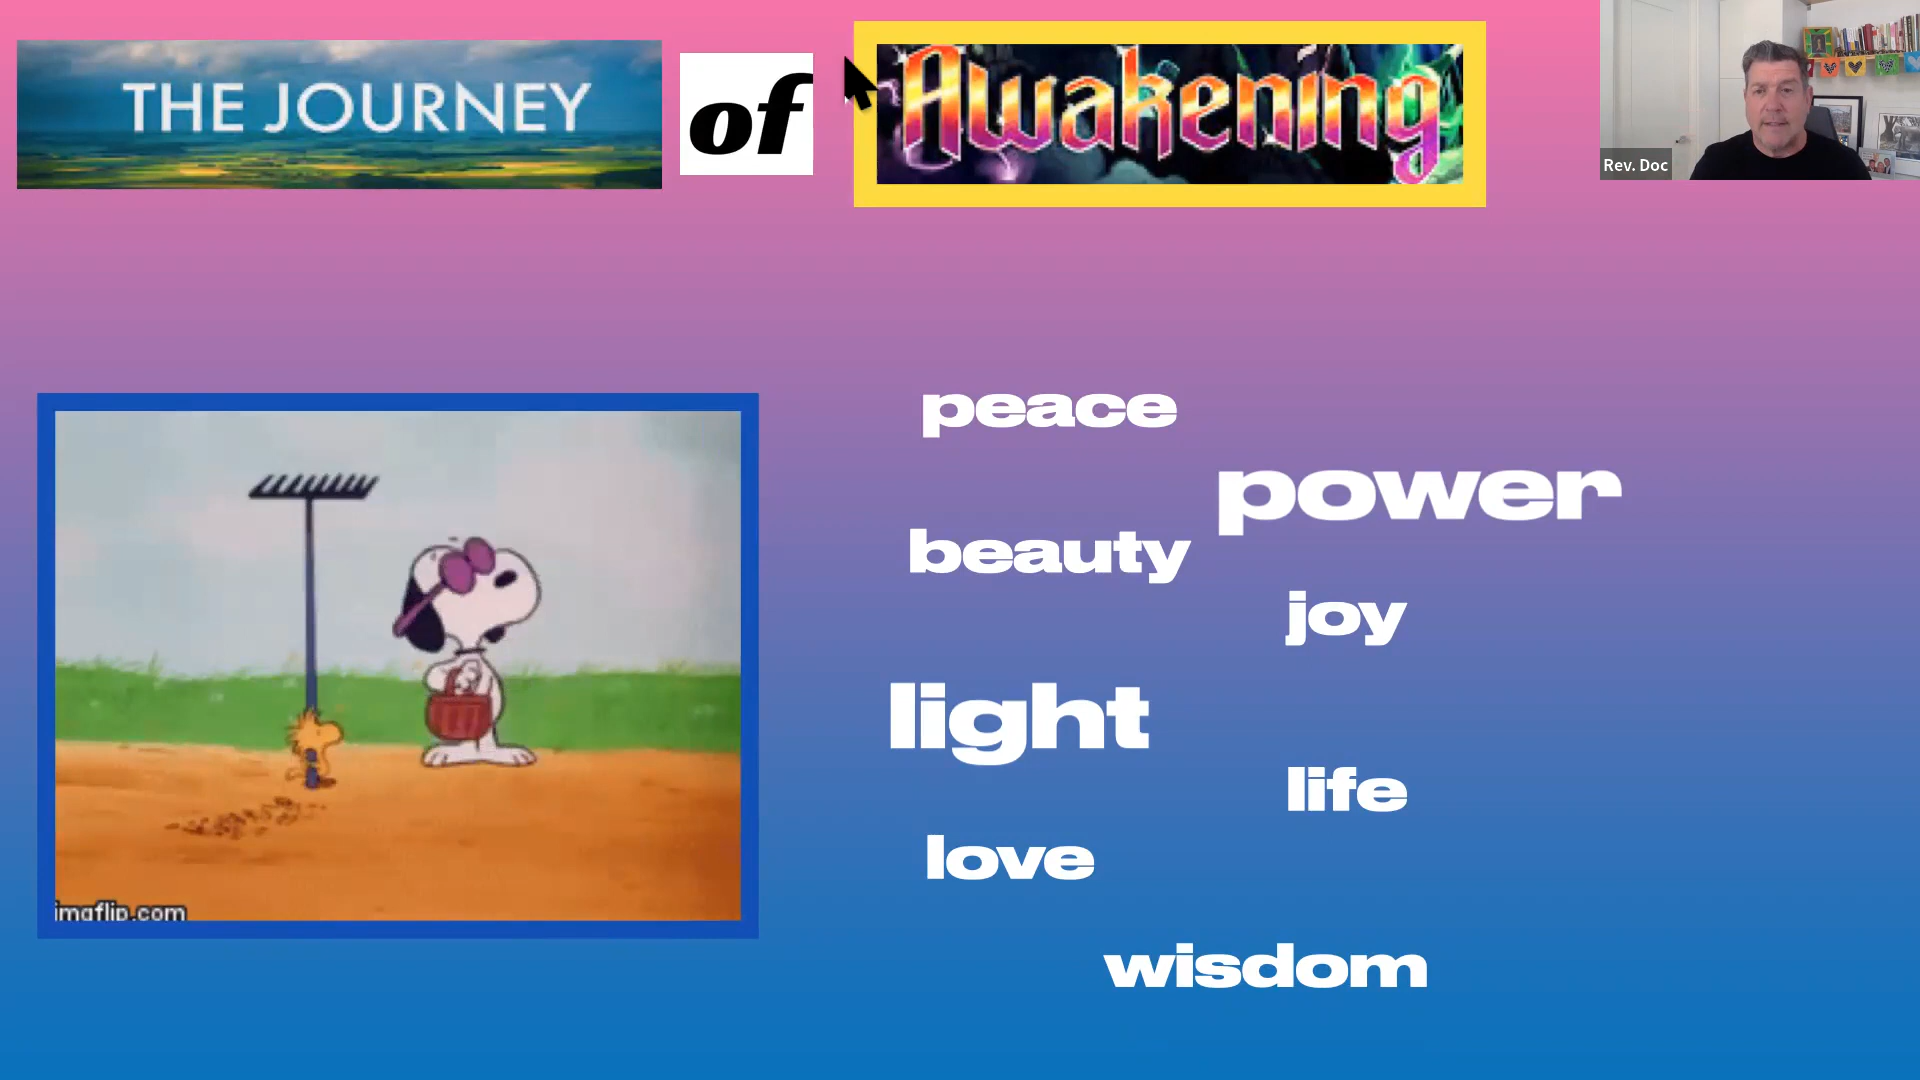 THE JOURNEY of Awakening
Rev. Doc
peace
power
beauty
joy
light
life
love
wisdom
imgflip.com